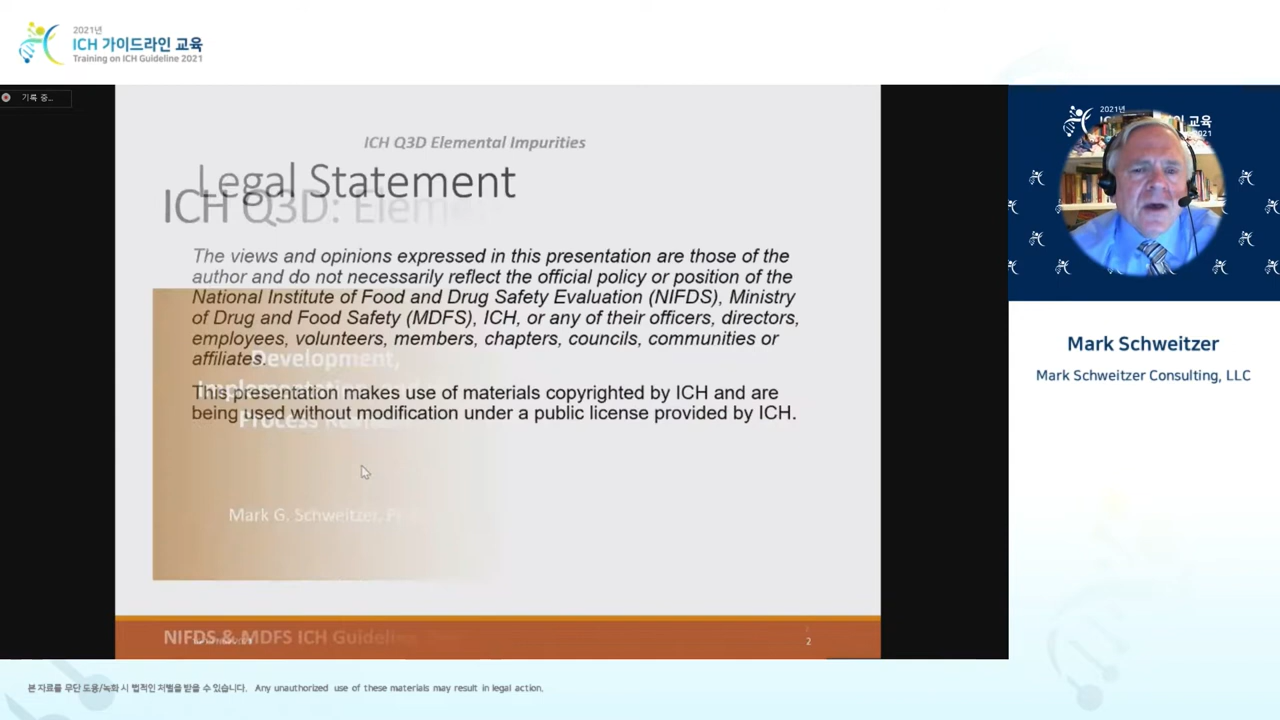 2021년
ICH 가이드라인 교육
Training on ICH Guideline 2021
기록 중...
ICH Q3D Elemental Impurities
Legal Statement
ICH Q3D: Elem
The views and opinions expressed in this presentation are those of the
author and do not necessarily reflect the official policy or position of the
National Institute of Food and Drug Safety Evaluation (NIFDS), Ministry
of Drug and Food Safety (MDFS), ICH, or any of their officers, directors,
employees, volunteers, members, chapters, councils, communities or
affiliates.
Development,
This presentation makes use of materials copyrighted by ICH and are
being used without modification under a public license provided by ICH.
Process
Mark G. Schweitzer,
NIFDS & MDFS ICH Guideline
2
2021년
교육
2021
Mark Schweitzer
Mark Schweitzer Consulting, LLC
본 자료를 무단 도용/녹화 시 법적인 처벌을 받을 수 있습니다. Any unauthorized use of these materials may result in legal action.